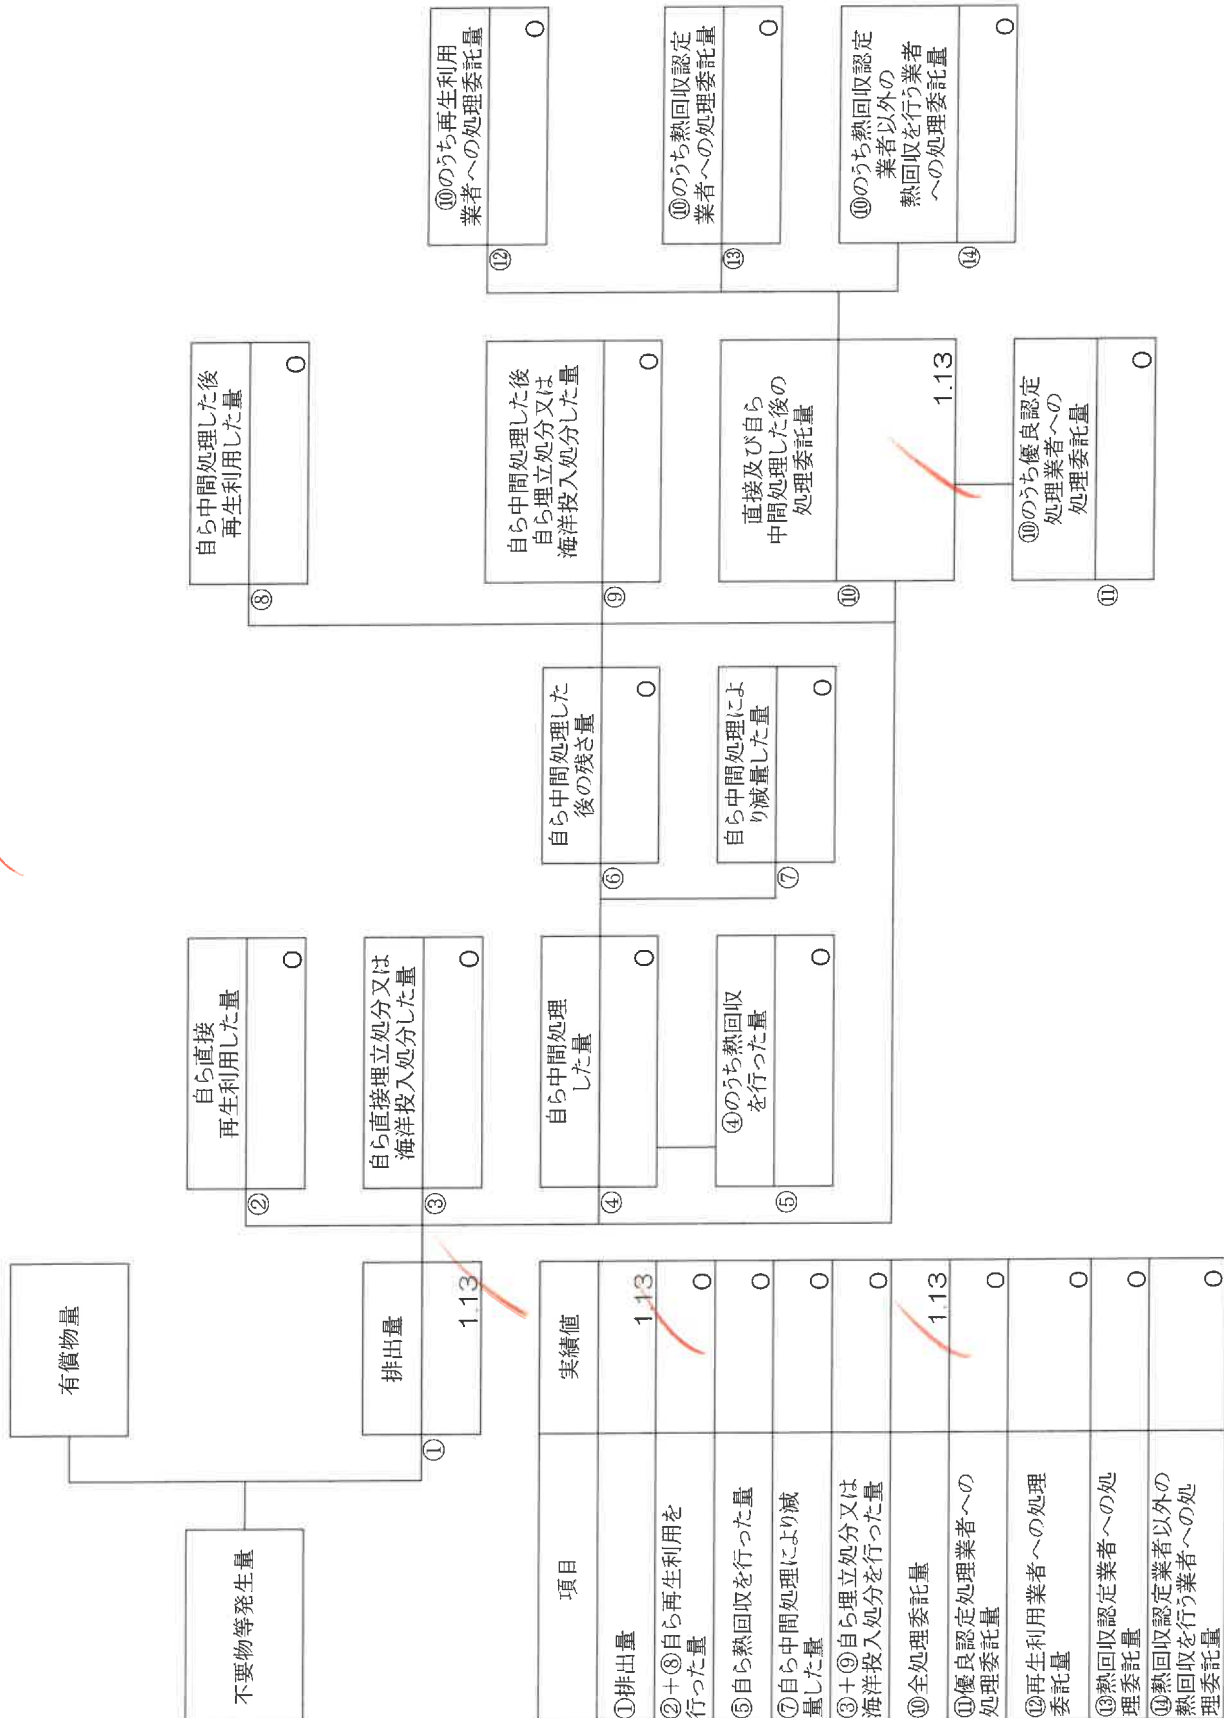 不要物等発生量
有償物量
排出量
①
1.13
自ら直接
再生利用した量
②
0
自ら直接埋立処分又は
海洋投入処分した量
③
0
自ら中間処理
した量
④
0
④のうち熱回収
を行った量
⑤
0
自ら中間処理した
後の残さ量
⑥
0
自ら中間処理によ
り減量した量
⑦
0
自ら中間処理した後
再生利用した量
⑧
0
自ら中間処理した後
自ら埋立処分又は
海洋投入処分した量
⑨
0
直接及び自ら
中間処理した後の
処理委託量
⑩
1.13
⑩のうち優良認定
処理業者への
処理委託量
⑪
0
⑩のうち再生利用
業者への処理委託量
⑫
0
⑩のうち熱回収認定
業者への処理委託量
⑬
0
⑩のうち熱回収認定
業者以外の
熱回収を行う業者
への処理委託量
⑭
0
項目 実績値
①排出量 1.13
②+⑧自ら再生利用を
行った量 0
⑤自ら熱回収を行った量 0
⑦自ら中間処理により減
量した量 0
③+⑨自ら埋立処分又は
海洋投入処分を行った量 0
⑩全処理委託量 1.13
⑪優良認定処理業者への
処理委託量 0
⑫再生利用業者への処理
委託量 0
⑬熱回収認定業者への処
理委託量 0
⑭熱回収認定業者以外の
熱回収を行う業者への処
理委託量 0